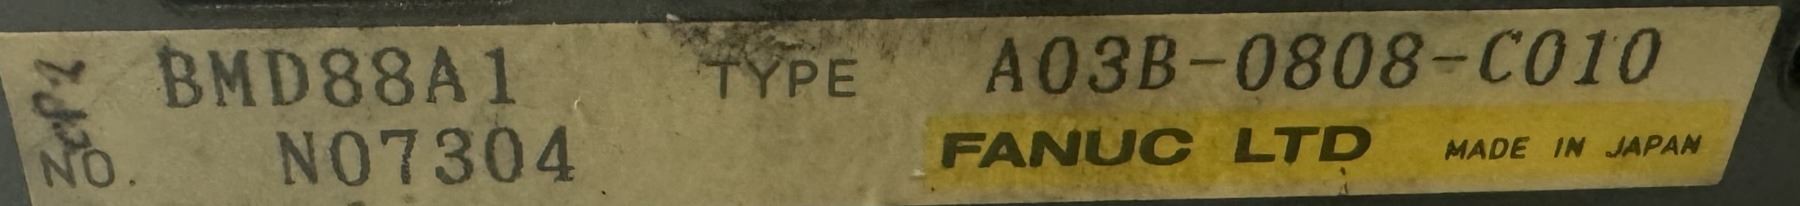 BMD88A1 TYPE A03B-0808-C010
NO. N07304 FANUC LTD MADE IN JAPAN